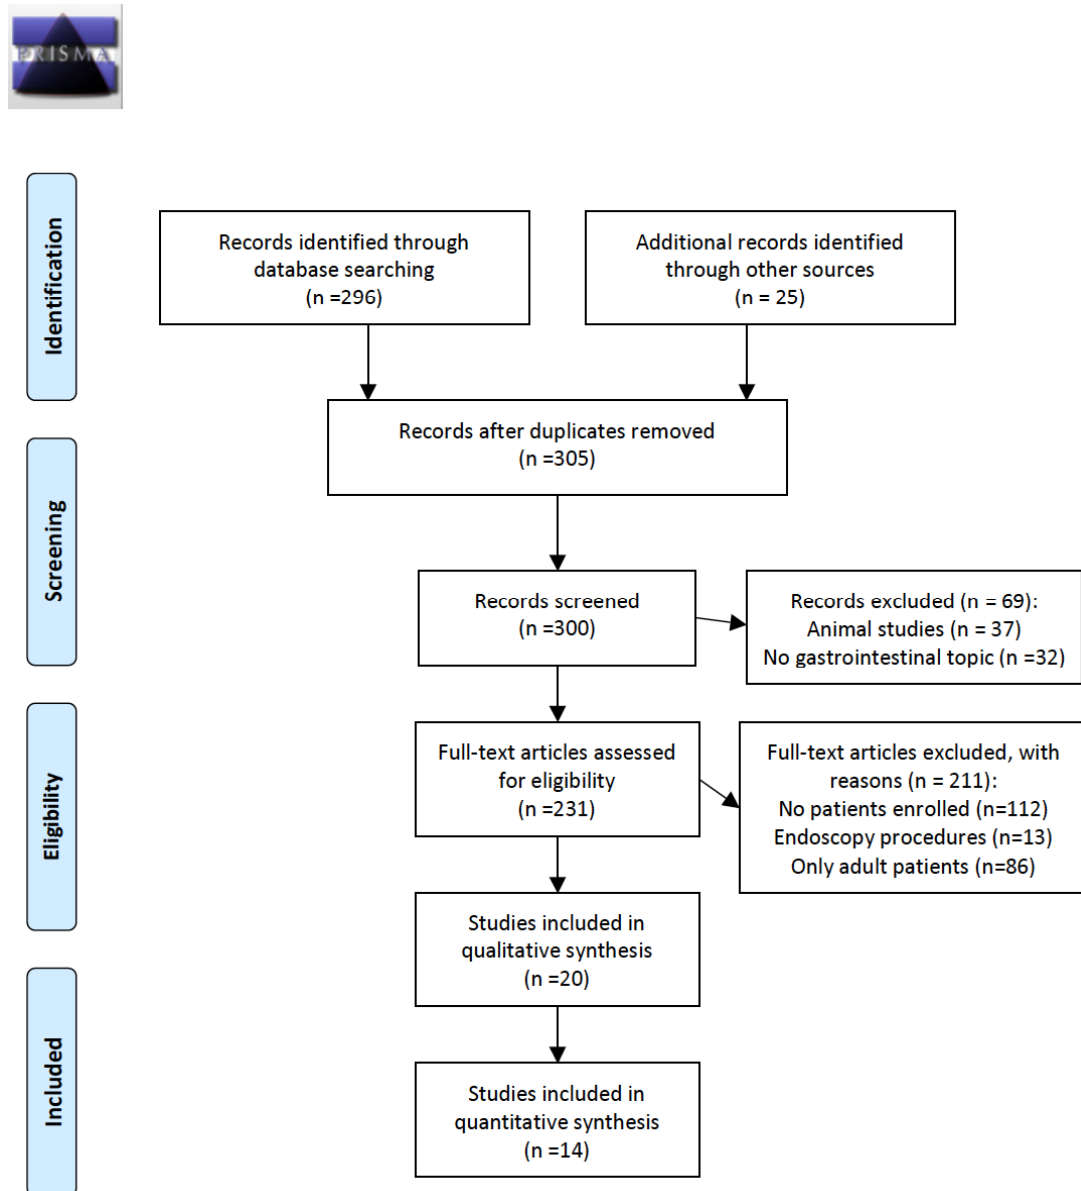 PRISMA
Identification
Records identified through
database searching
(n =296)
Additional records identified
through other sources
(n = 25)
Records after duplicates removed
(n =305)
Screening
Records screened
(n =300)
Records excluded (n = 69):
Animal studies (n = 37)
No gastrointestinal topic (n =32)
Eligibility
Full-text articles assessed
for eligibility
(n =231)
Full-text articles excluded, with
reasons (n = 211):
No patients enrolled (n=112)
Endoscopy procedures (n=13)
Only adult patients (n=86)
Studies included in
qualitative synthesis
(n =20)
Included
Studies included in
quantitative synthesis
(n =14)